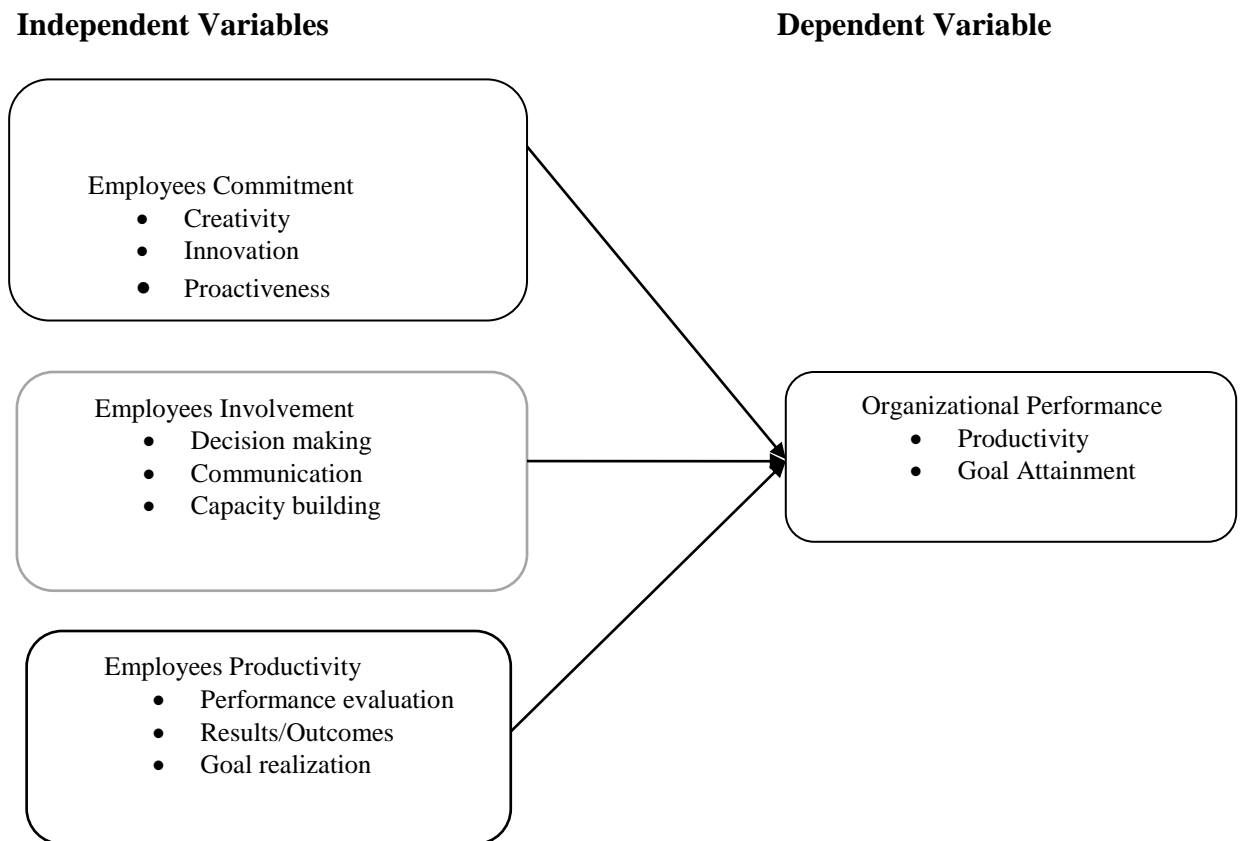 Independent Variables
Dependent Variable
Employees Commitment
• Creativity
• Innovation
• Proactiveness
Employees Involvement
• Decision making
• Communication
• Capacity building
Organizational Performance
• Productivity
• Goal Attainment
Employees Productivity
• Performance evaluation
• Results/Outcomes
• Goal realization